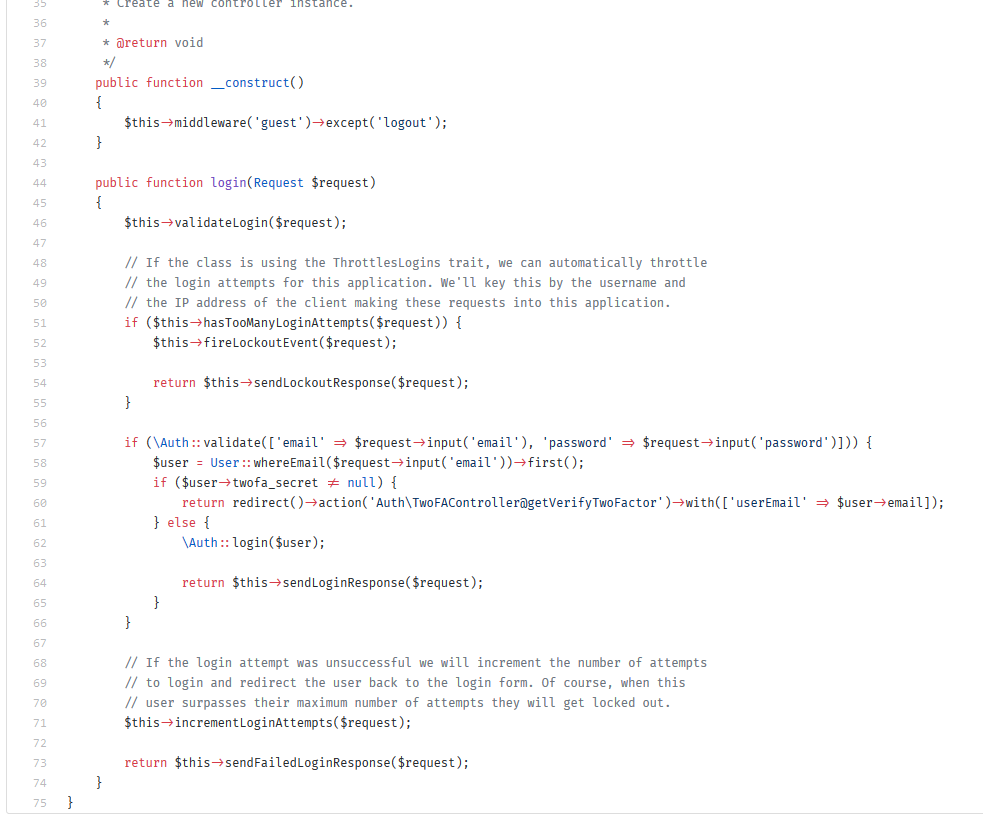 35 * Create a new controller instance.
36 *
37 * @return void
38 */
39 public function __construct()
40 {
41 $this->middleware('guest')->except('logout');
42 }
43
44 public function login(Request $request)
45 {
46 $this->validateLogin($request);
47
48 // If the class is using the ThrottlesLogins trait, we can automatically throttle
49 // the login attempts for this application. We'll key this by the username and
50 // the IP address of the client making these requests into this application.
51 if ($this->hasTooManyLoginAttempts($request)) {
52 $this->fireLockoutEvent($request);
53
54 return $this->sendLockoutResponse($request);
55 }
56
57 if (\Auth::validate(['email' => $request->input('email'), 'password' => $request->input('password')])) {
58 $user = User::whereEmail($request->input('email'))->first();
59 if ($user->twofa_secret != null) {
60 return redirect()->action('Auth\TwoFAController@getVerifyTwoFactor')->with(['userEmail' => $user->email]);
61 } else {
62 \Auth::login($user);
63
64 return $this->sendLoginResponse($request);
65 }
66 }
67
68 // If the login attempt was unsuccessful we will increment the number of attempts
69 // to login and redirect the user back to the login form. Of course, when this
70 // user surpasses their maximum number of attempts they will get locked out.
71 $this->incrementLoginAttempts($request);
72
73 return $this->sendFailedLoginResponse($request);
74 }
75 }